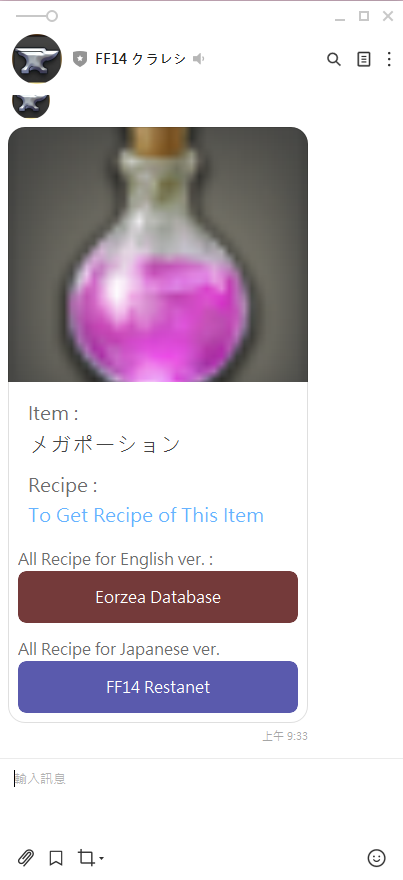 FF14 クラレシ
Item :
メガポーション
Recipe :
To Get Recipe of This Item
All Recipe for English ver. :
Eorzea Database
All Recipe for Japanese ver.
FF14 Restanet
上午 9:33
輸入訊息